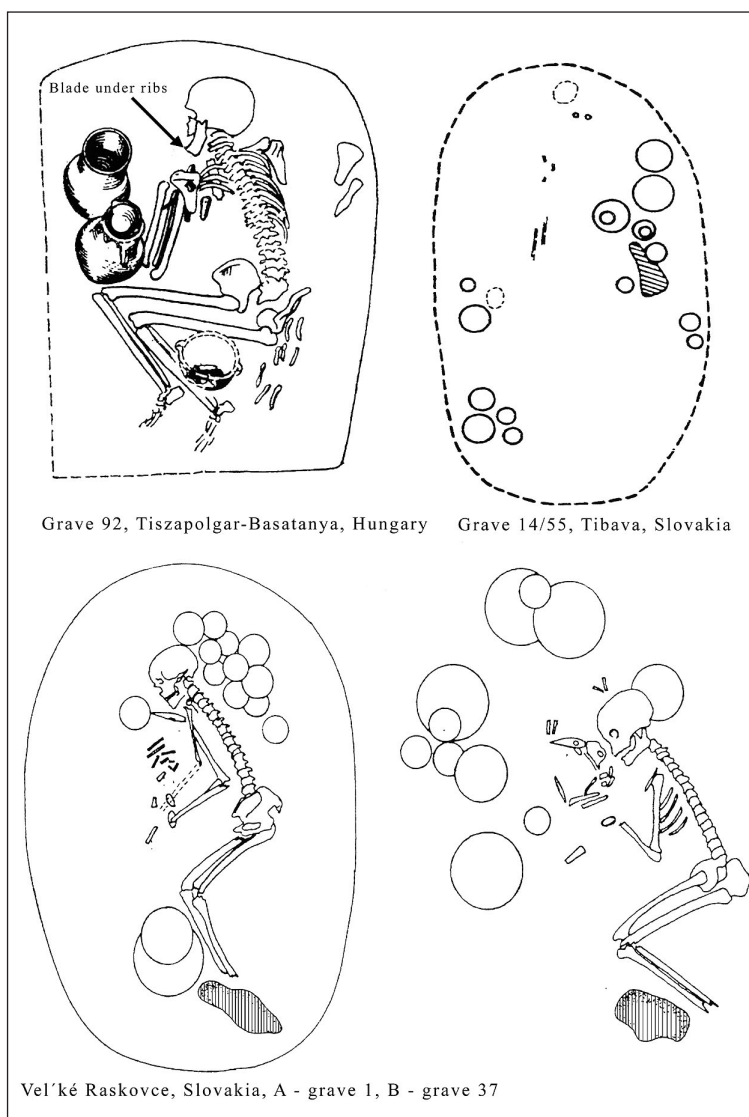 Blade under ribs
Grave 92, Tiszapolgar-Basatanya, Hungary
Grave 14/55, Tibava, Slovakia
Vel´ké Raskovce, Slovakia, A - grave 1, B - grave 37